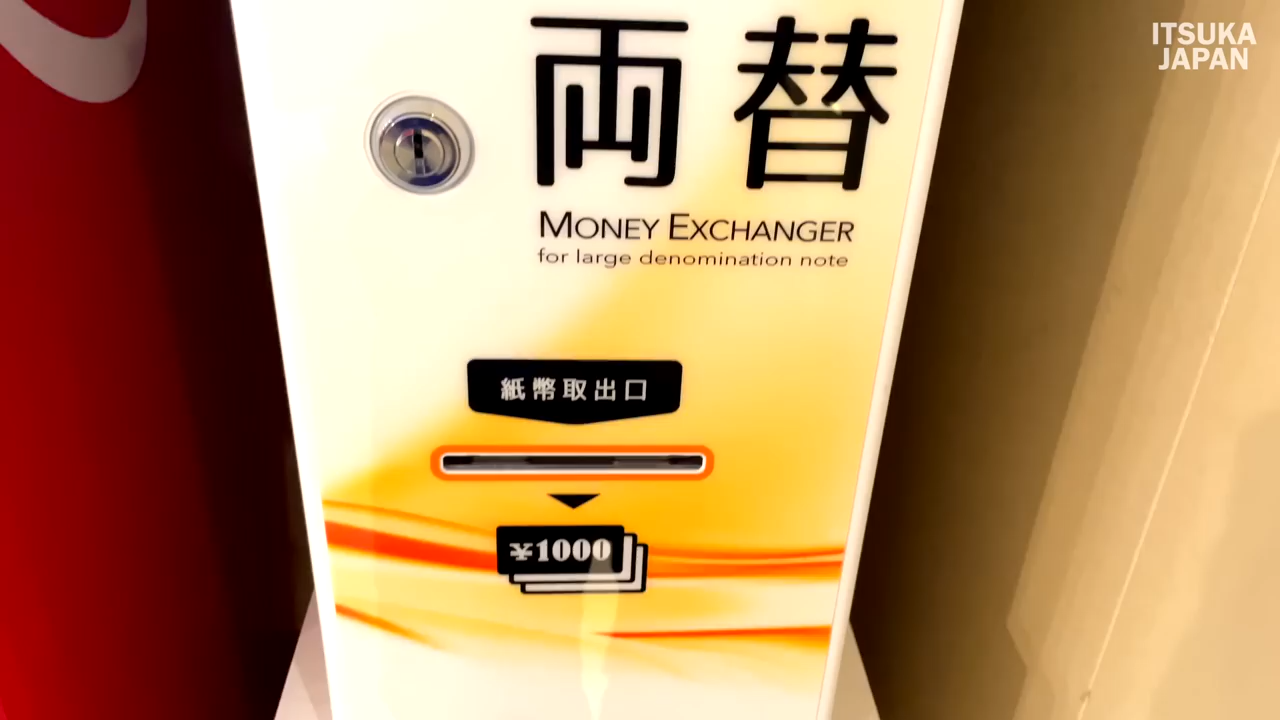 ITSUKA
JAPAN
両替
MONEY EXCHANGER
for large denomination note
紙幣取出口
¥1000